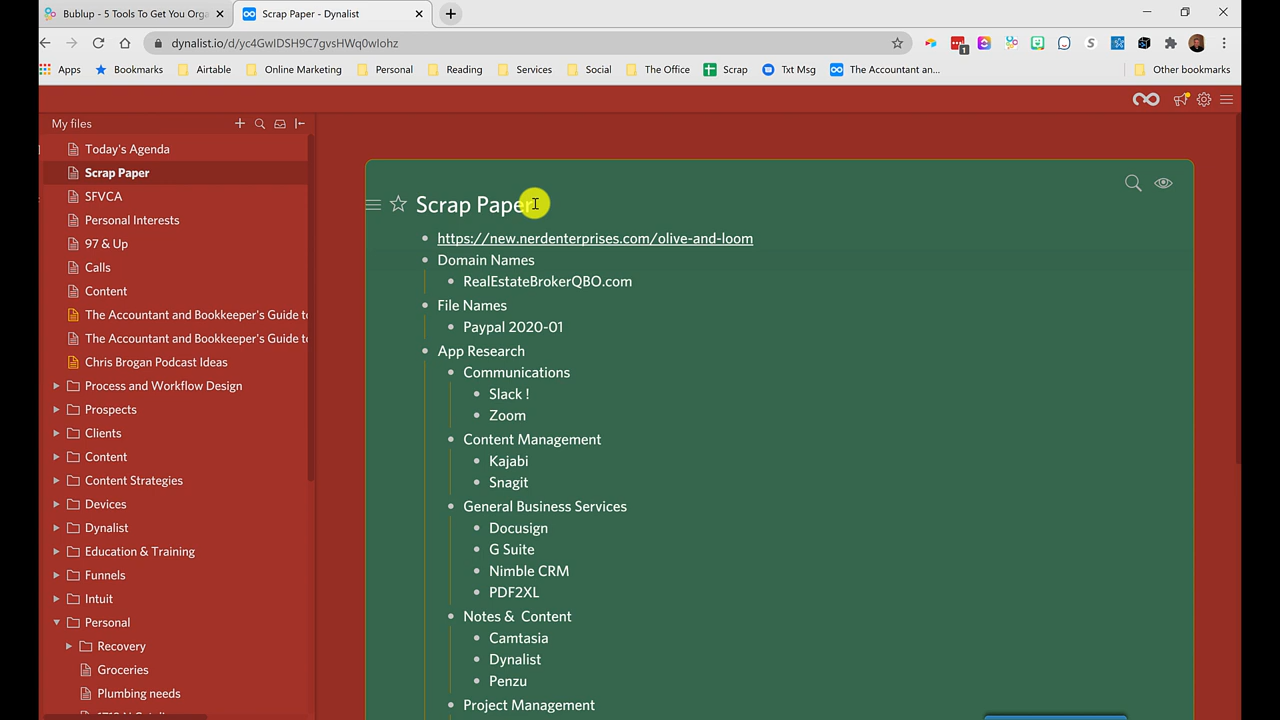 Bublup - 5 Tools To Get You Orga
Scrap Paper - Dynalist
dynalist.io/d/yc4GwIDSH9C7gvsHWq0wIohz
Apps
Bookmarks
Airtable
Online Marketing
Personal
Reading
Services
Social
The Office
Scrap
Txt Msg
The Accountant an...
Other bookmarks
My files
Today's Agenda
Scrap Paper
SFVCA
Personal Interests
97 & Up
Calls
Content
The Accountant and Bookkeeper's Guide to
The Accountant and Bookkeeper's Guide to
Chris Brogan Podcast Ideas
Process and Workflow Design
Prospects
Clients
Content
Content Strategies
Devices
Dynalist
Education & Training
Funnels
Intuit
Personal
Recovery
Groceries
Plumbing needs
Scrap Paper
https://new.nerdenterprises.com/olive-and-loom
Domain Names
RealEstateBrokerQBO.com
File Names
Paypal 2020-01
App Research
Communications
Slack !
Zoom
Content Management
Kajabi
Snagit
General Business Services
Docusign
G Suite
Nimble CRM
PDF2XL
Notes & Content
Camtasia
Dynalist
Penzu
Project Management